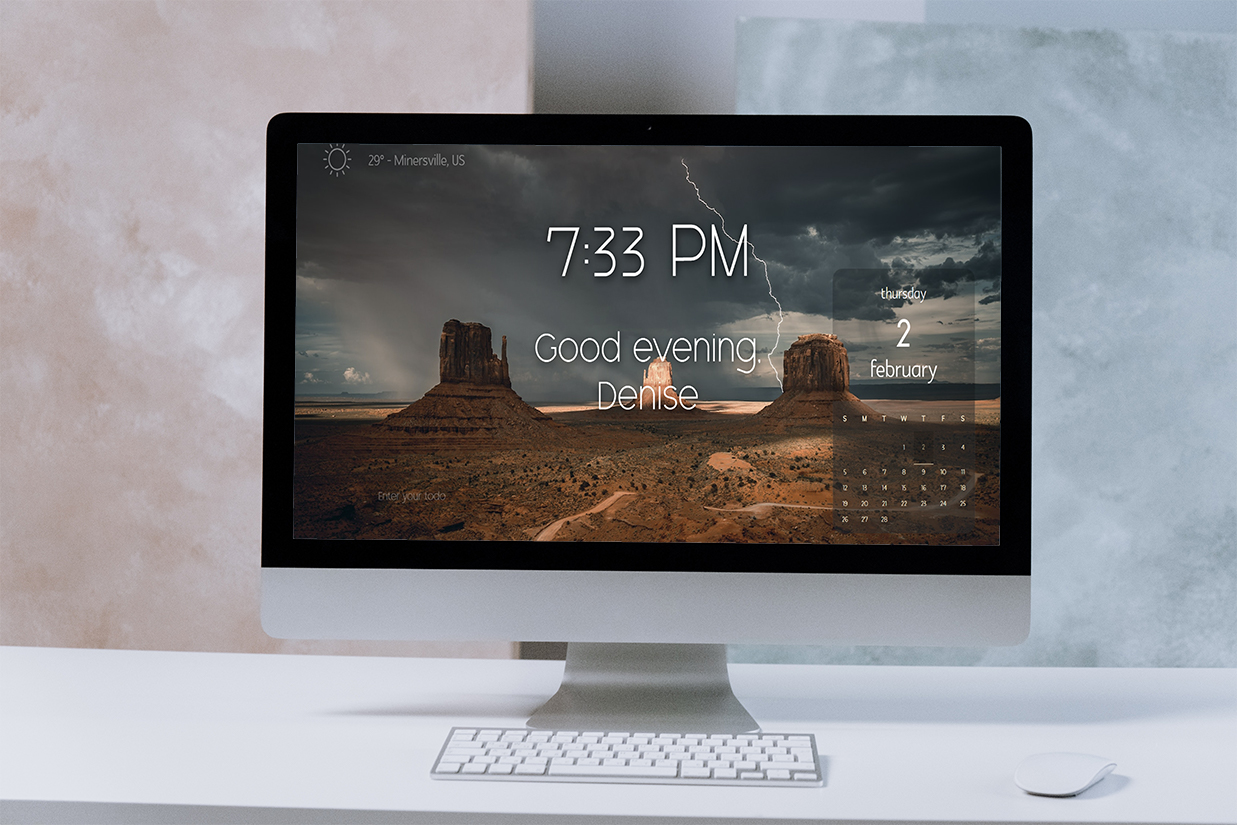 29° - Minersville, US
7:33 PM
Good evening,
Denise
Enter your todo
thursday
2
february
S M T W T F S
1 2 3 4
5 6 7 8 9 10 11
12 13 14 15 16 17 18
19 20 21 22 23 24 25
26 27 28